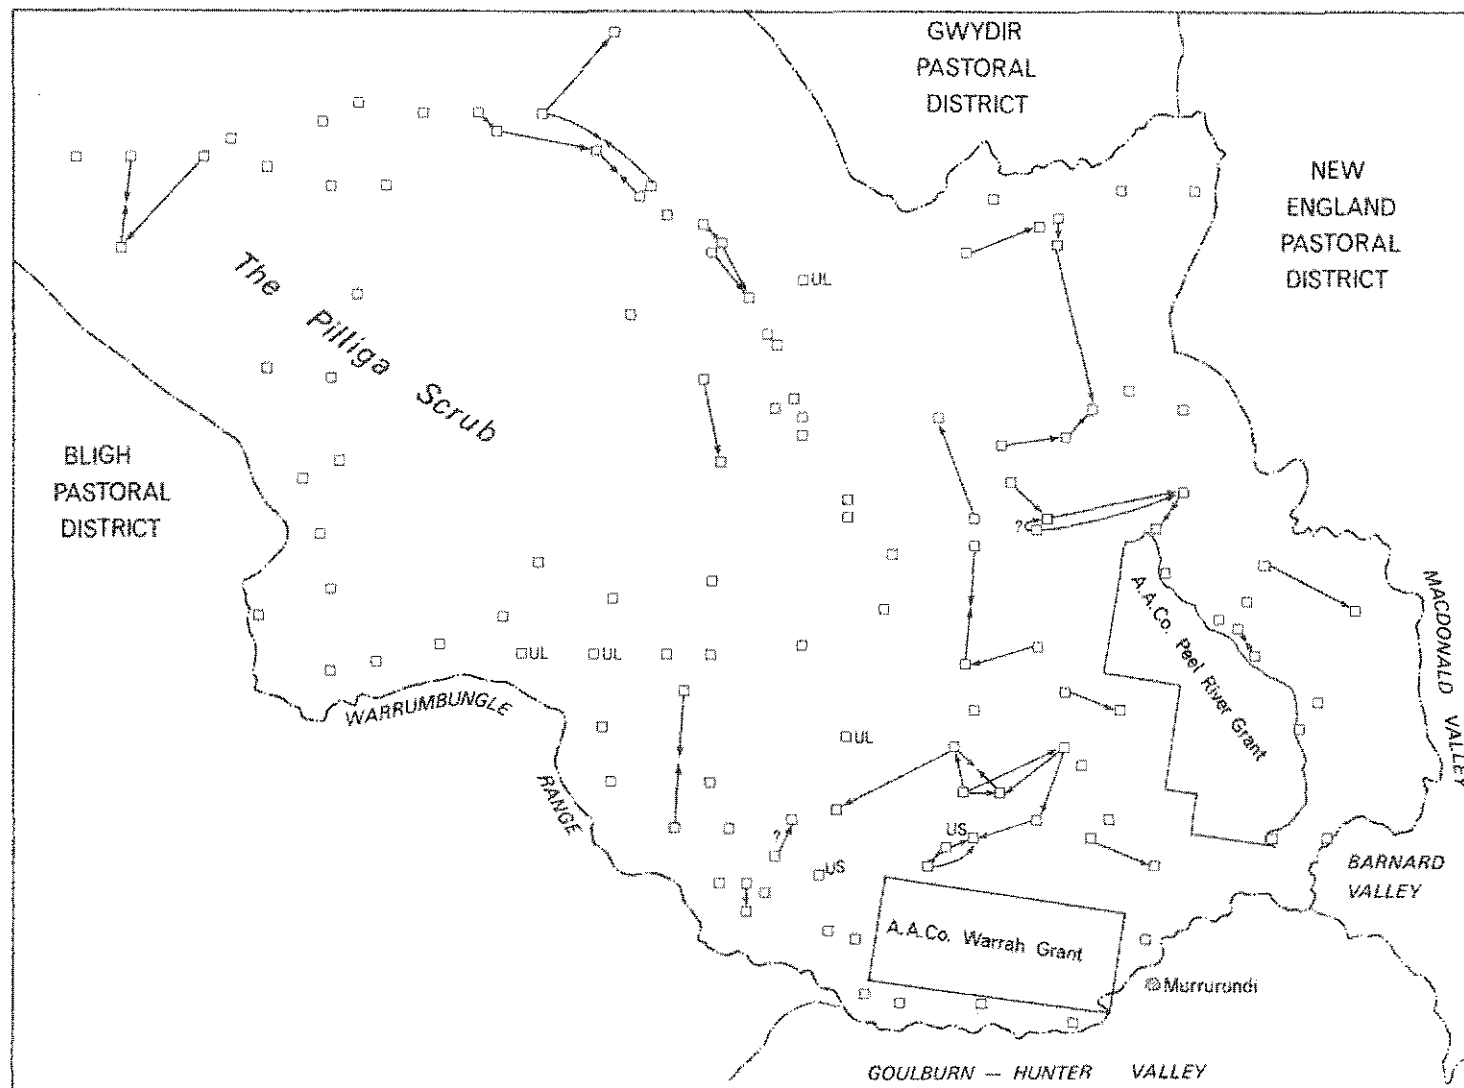 GWYDIR
PASTORAL
DISTRICT
NEW
ENGLAND
PASTORAL
DISTRICT
UL
The Pilliga Scrub
BLIGH
PASTORAL
DISTRICT
?
A.A.Co. Peel River Grant
MACDONALD VALLEY
UL
UL
WARRUMBUNGLE
RANGE
UL
?
US
US
BARNARD
VALLEY
A.A.Co. Warrah Grant
Murrurundi
GOULBURN — HUNTER VALLEY